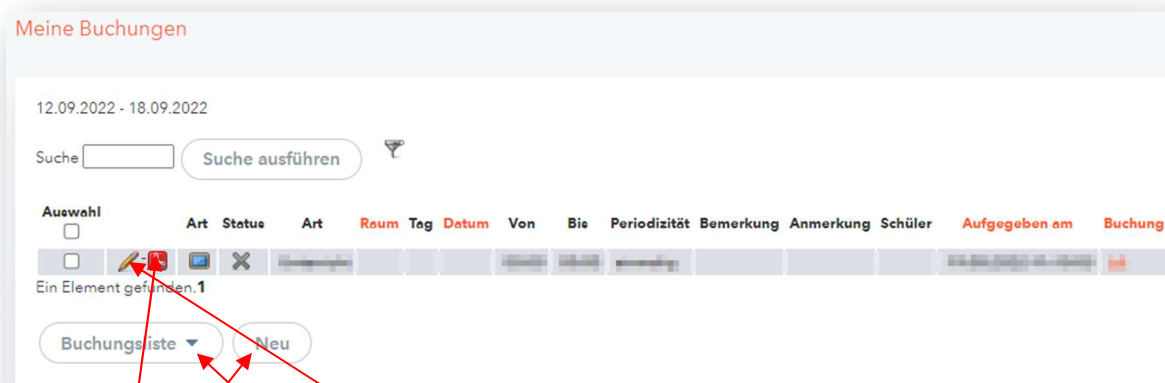 Meine Buchungen
12.09.2022 - 18.09.2022
Suche Suche ausführen
Auswahl Art Status Art Raum Tag Datum Von Bis Periodizität Bemerkung Anmerkung Schüler Aufgegeben am Buchung
Ein Element gefunden.1
Buchungsliste Neu